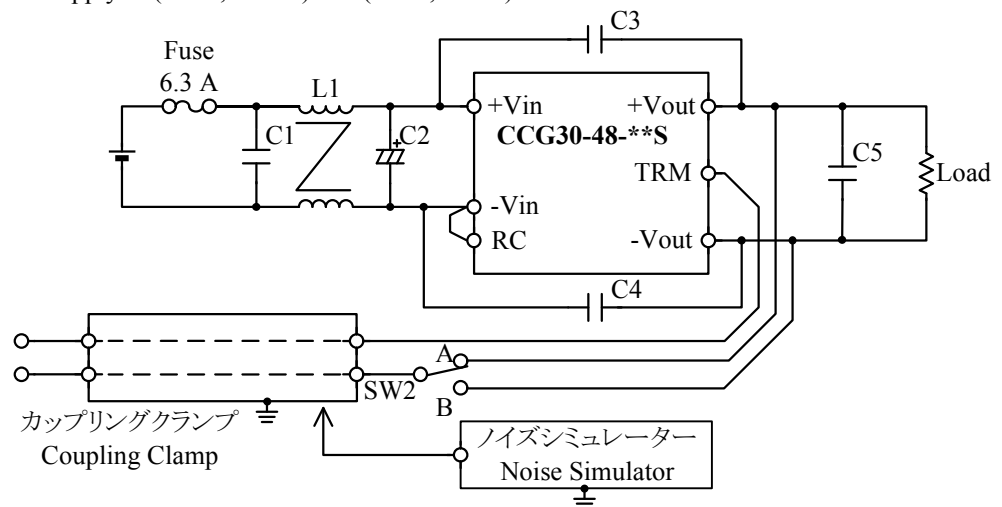 C3
Fuse
6.3 A
L1
+Vin
+Vout
CCG30-48-**S
C1
+
C2
C5
TRM
Load
-Vin
RC
-Vout
C4
A
SW2
B
カップリングクランプ
Coupling Clamp
ノイズシミュレーター
Noise Simulator